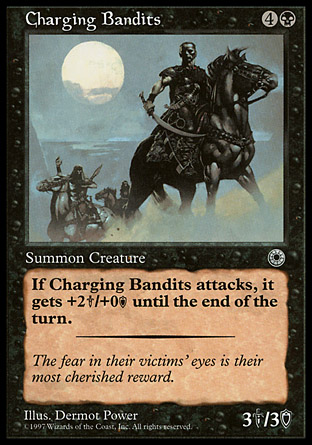 Charging Bandits 4
Summon Creature
If Charging Bandits attacks, it
gets +2/+0 until the end of the
turn.
The fear in their victims' eyes is their
most cherished reward.
Illus. Dermot Power
©1997 Wizards of the Coast, Inc. All rights reserved.
3/3